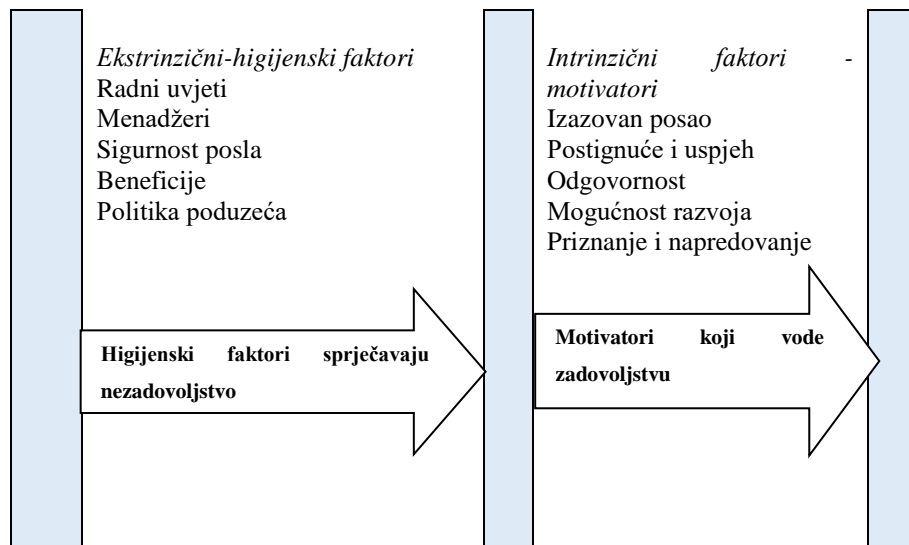 Ekstrinzični-higijenski faktori
Radni uvjeti
Menadžeri
Sigurnost posla
Beneficije
Politika poduzeća
Higijenski faktori sprječavaju
nezadovoljstvo
Intrinzični faktori -
motivatori
Izazovan posao
Postignuće i uspjeh
Odgovornost
Mogućnost razvoja
Priznanje i napredovanje
Motivatori koji vode
zadovoljstvu